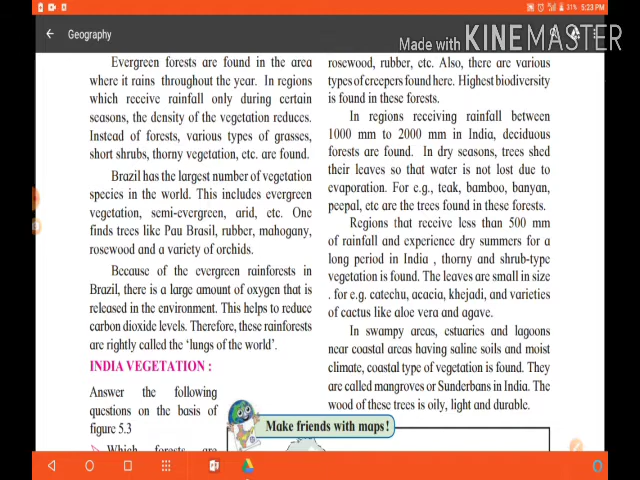 31% 5:23 PM
Geography
Made with KINEMASTER
Evergreen forests are found in the area
where it rains throughout the year. In regions
which receive rainfall only during certain
seasons, the density of the vegetation reduces.
Instead of forests, various types of grasses,
short shrubs, thorny vegetation, etc. are found.
Brazil has the largest number of vegetation
species in the world. This includes evergreen
vegetation, semi-evergreen, arid, etc. One
finds trees like Pau Brasil, rubber, mahogany,
rosewood and a variety of orchids.
Because of the evergreen rainforests in
Brazil, there is a large amount of oxygen that is
released in the environment. This helps to reduce
carbon dioxide levels. Therefore, these rainforests
are rightly called the ‘lungs of the world’.
INDIA VEGETATION :
Answer the following
questions on the basis of
figure 5.3
Which forests are
rosewood, rubber, etc. Also, there are various
types of creepers found here. Highest biodiversity
is found in these forests.
In regions receiving rainfall between
1000 mm to 2000 mm in India, deciduous
forests are found. In dry seasons, trees shed
their leaves so that water is not lost due to
evaporation. For e.g., teak, bamboo, banyan,
peepal, etc are the trees found in these forests.
Regions that receive less than 500 mm
of rainfall and experience dry summers for a
long period in India , thorny and shrub-type
vegetation is found. The leaves are small in size
. for e.g. catechu, acacia, khejadi, and varieties
of cactus like aloe vera and agave.
In swampy areas, estuaries and lagoons
near coastal areas having saline soils and moist
climate, coastal type of vegetation is found. They
are called mangroves or Sunderbans in India. The
wood of these trees is oily, light and durable.
Make friends with maps!